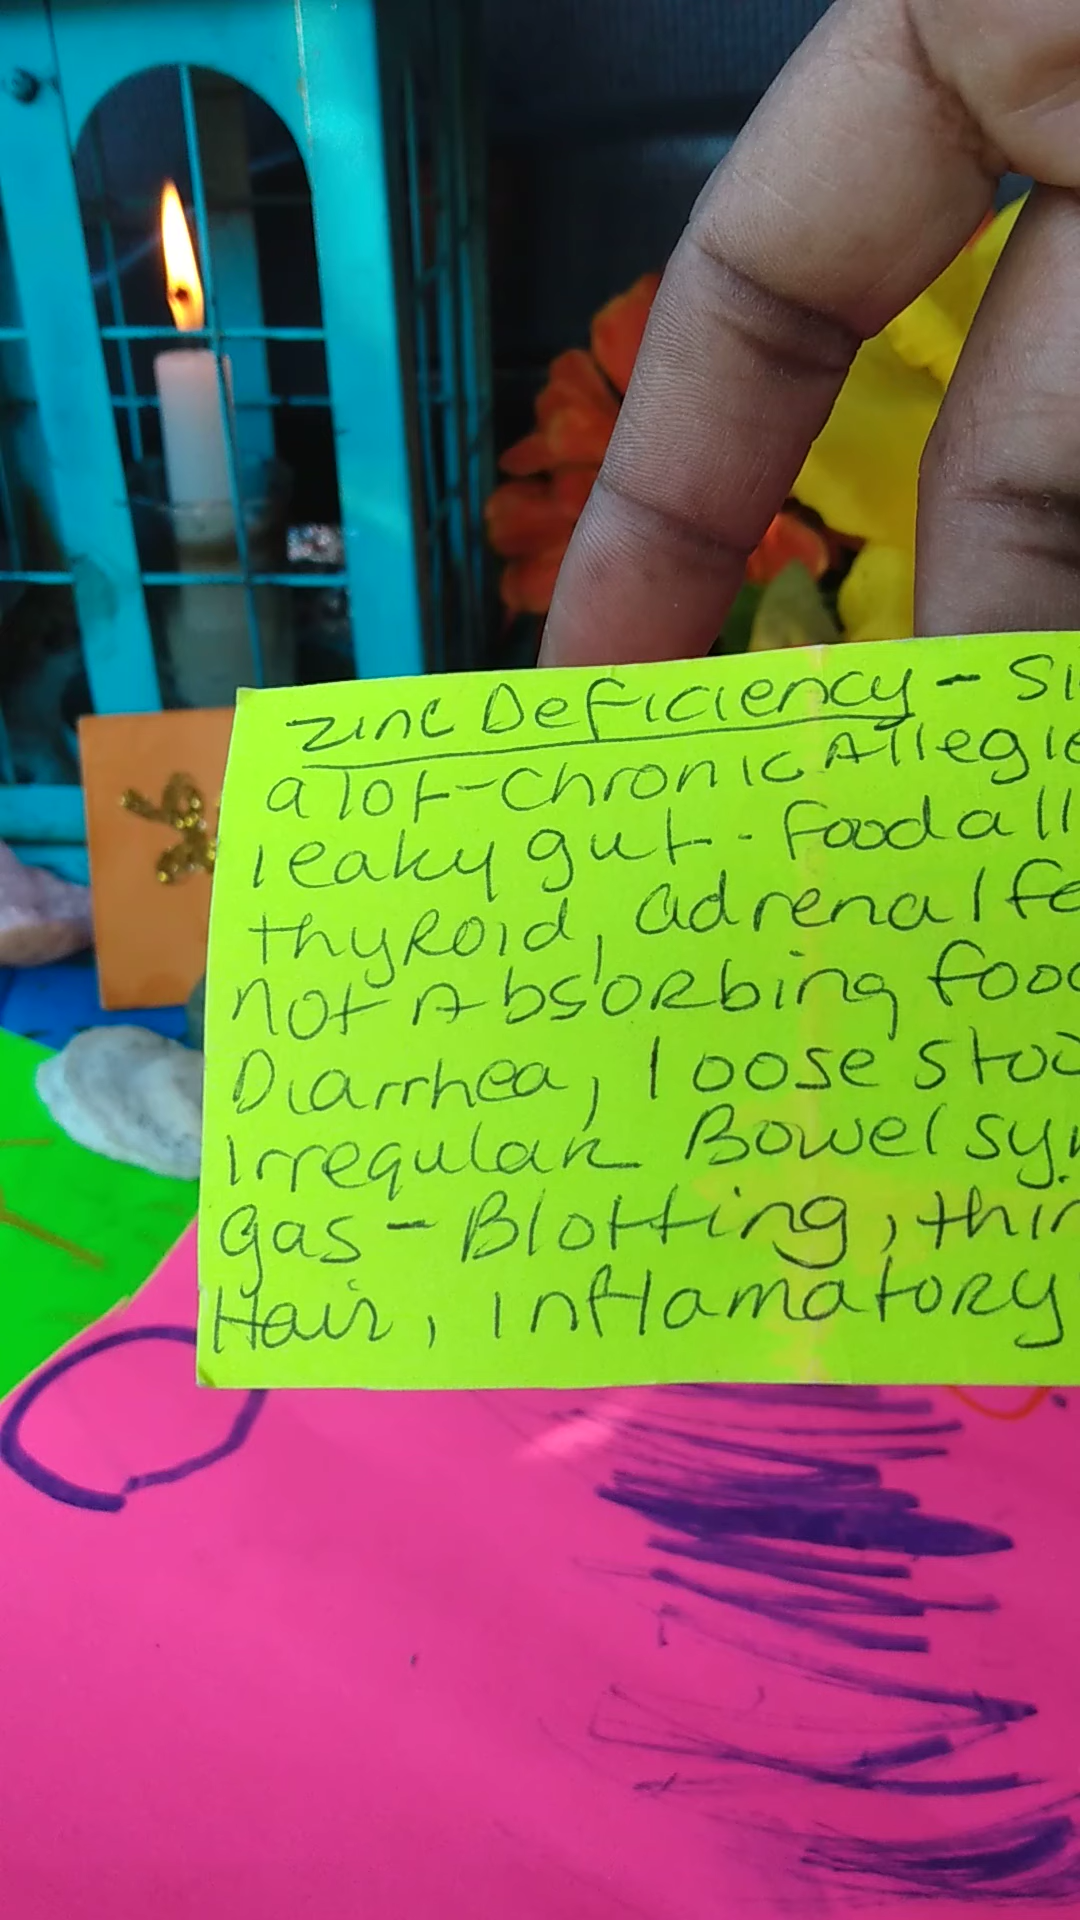 Zinc Deficiency - Si
a lot - Chronic Allegie
leaky gut - food all
thyRoid, adrenal fa
not Absorbing food
Diarrhea, loose stoo
Irregular Bowel sy
gas - Blotting, thin
Hair, inflamatory